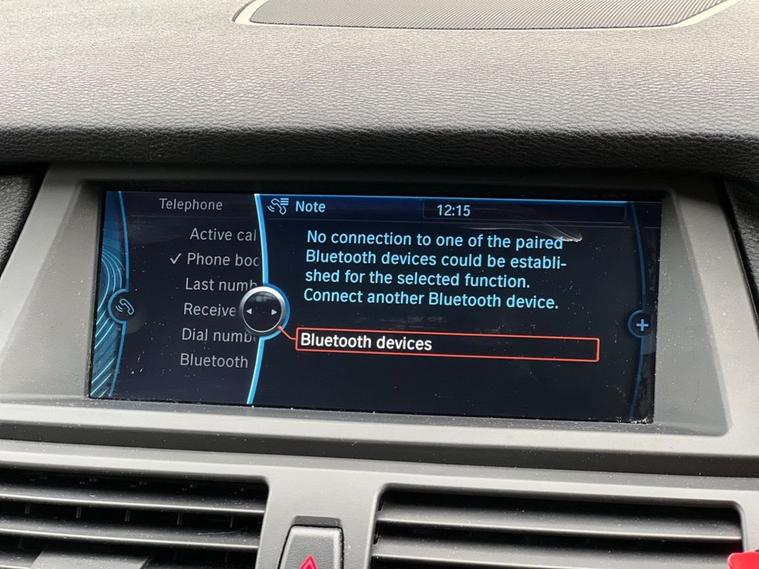 Telephone
Note
12:15
Active cal
✓ Phone boo
Last numb
Receive
Dial numb
Bluetooth
No connection to one of the paired
Bluetooth devices could be establi-
shed for the selected function.
Connect another Bluetooth device.
Bluetooth devices